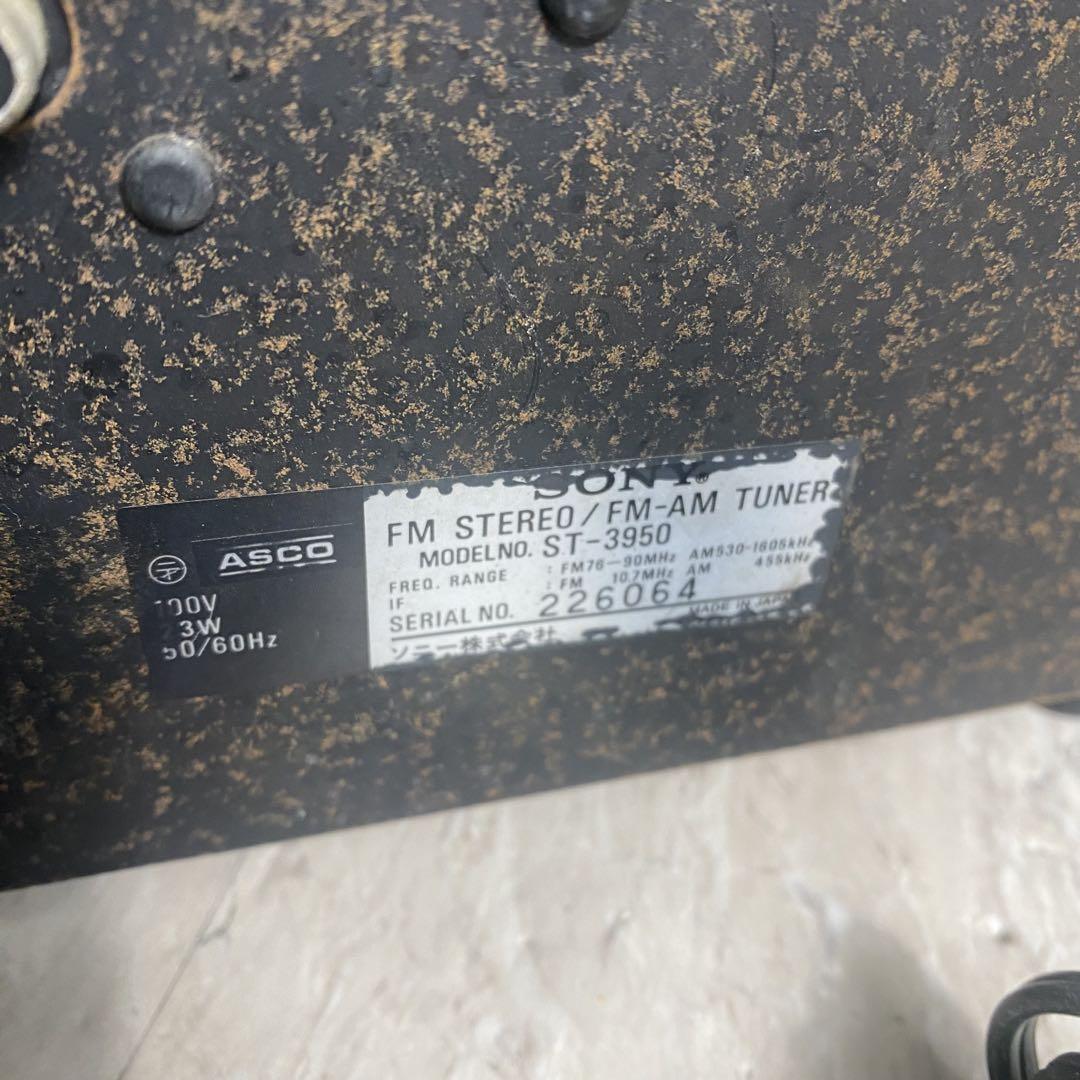 ASCO
100V
3W
50/60Hz
SONY®
FM STEREO/FM-AM TUNER
MODEL NO. ST-3950
FREQ. RANGE : FM76-90MHz AM530-1605kHz
IF : FM 10.7MHz AM 455kHz
SERIAL NO. 226064
MADE IN JAPAN
ソニー株式会社